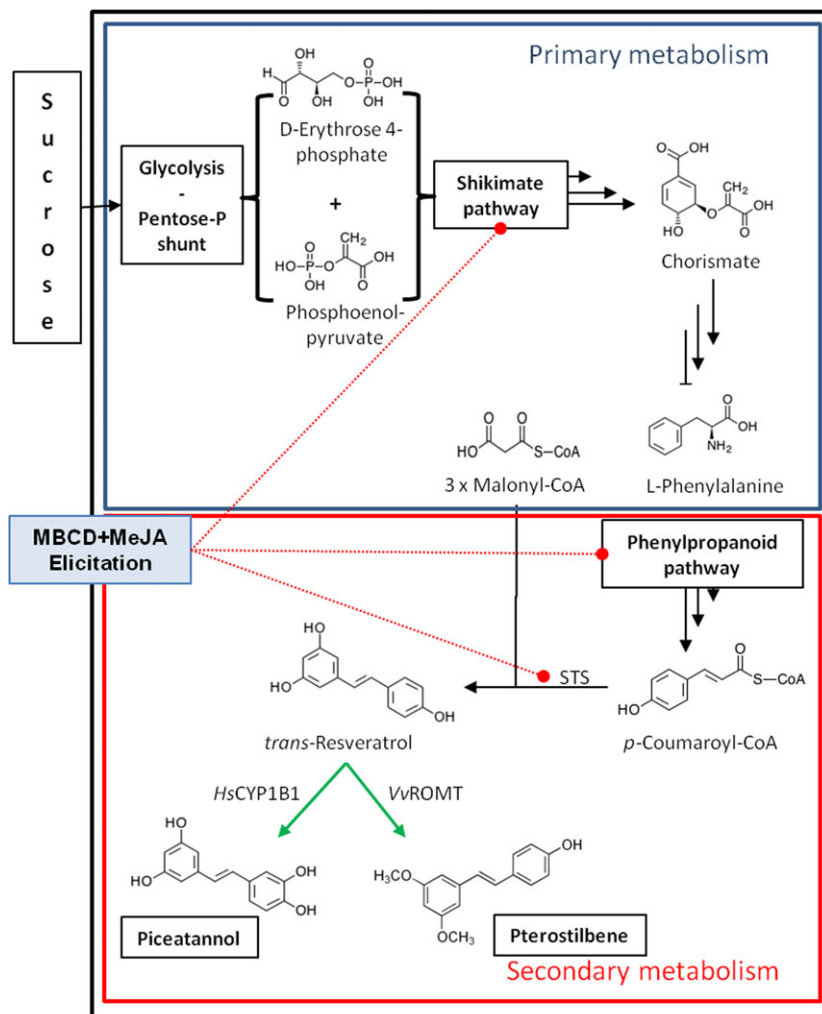 Primary metabolism
S
u
c
r
o
s
e
Glycolysis
-
Pentose-P
shunt
OH
H
O
OH
O
O
P
OH
OH
D-Erythrose 4-
phosphate
+
O
CH2
HO
P
O
OH
OH
O
Phosphoenol-
pyruvate
Shikimate
pathway
O
OH
CH2
O
OH
HO
O
Chorismate
O
O
HO
S
CoA
3 x Malonyl-CoA
O
OH
NH2
L-Phenylalanine
MBCD+MeJA
Elicitation
Phenylpropanoid
pathway
STS
HO
HO
OH
trans-Resveratrol
O
S
CoA
HO
p-Coumaroyl-CoA
HsCYP1B1
VvROMT
HO
HO
OH
OH
Piceatannol
OH
H3CO
OCH3
Pterostilbene
Secondary metabolism